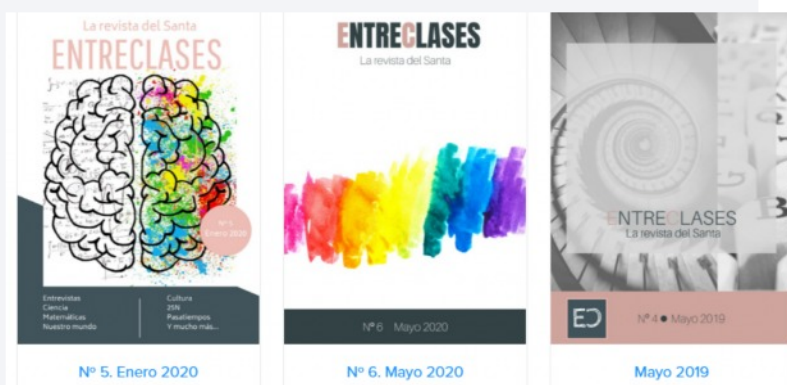 La revista del Santa
ENTRECLASES
Nº 5
Enero 2020
Entrevistas
Ciencia
Matemáticas
Nuestro mundo
Cultura
25N
Pasatiempos
Y mucho más...
Nº 5. Enero 2020
ENTRECLASES
La revista del Santa
Nº 6 Mayo 2020
Nº 6. Mayo 2020
ENTRECLASES
La revista del Santa
EC
Nº 4 ● Mayo 2019
Mayo 2019